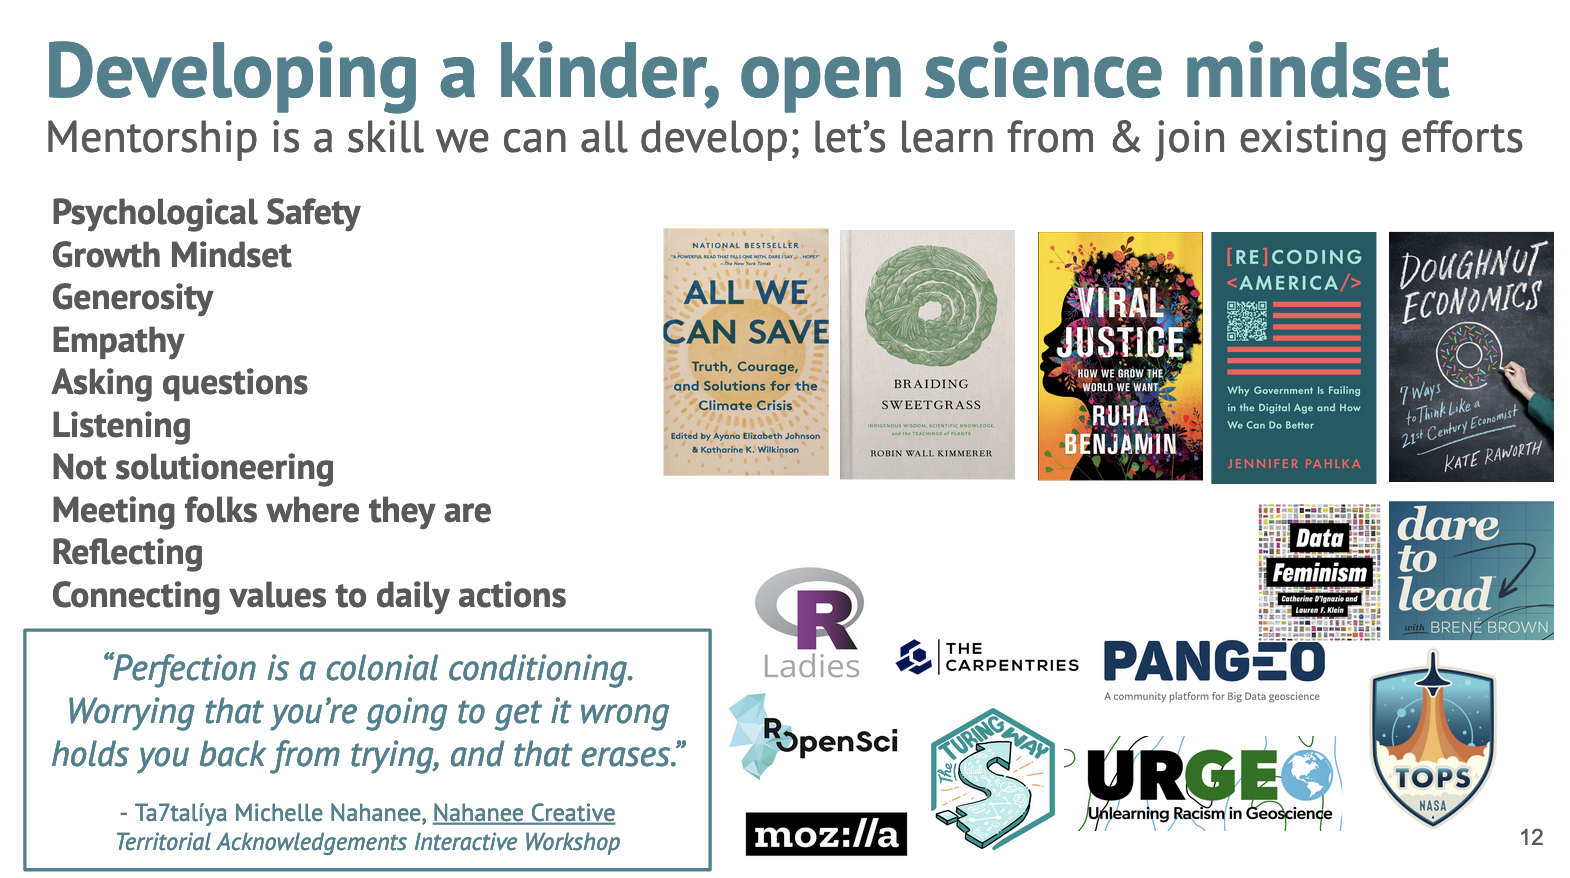 Developing a kinder, open science mindset
Mentorship is a skill we can all develop; let’s learn from & join existing efforts
Psychological Safety
Growth Mindset
Generosity
Empathy
Asking questions
Listening
Not solutioneering
Meeting folks where they are
Reflecting
Connecting values to daily actions
“Perfection is a colonial conditioning.
Worrying that you’re going to get it wrong
holds you back from trying, and that erases.”
- Ta7talíya Michelle Nahanee, Nahanee Creative
Territorial Acknowledgements Interactive Workshop
NATIONAL BESTSELLER
"A POWERFUL READ THAT FILLS ONE WITH, DARE I SAY . . . HOPE?"
—The New York Times
ALL WE
CAN SAVE
Truth, Courage,
and Solutions for the
Climate Crisis
Edited by Ayana Elizabeth Johnson
& Katharine K. Wilkinson
BRAIDING
SWEETGRASS
INDIGENOUS WISDOM, SCIENTIFIC KNOWLEDGE,
and the TEACHINGS of PLANTS
ROBIN WALL KIMMERER
VIRAL
JUSTICE
HOW WE GROW THE
WORLD WE WANT
RUHA
BENJAMIN
[RE]CODING
<AMERICA/>
Why Government Is Failing
in the Digital Age and How
We Can Do Better
JENNIFER PAHLKA
DOUGHNUT
ECONOMICS
7 Ways
to Think Like a
21st Century Economist
KATE RAWORTH
Data
Feminism
Catherine D'Ignazio and
Lauren F. Klein
dare
to
lead
with BRENÉ BROWN
R
Ladies
THE
CARPENTRIES
PANGEO
A community platform for Big Data geoscience
ROpenSci
The TURING WAY
URGE
Unlearning Racism in Geoscience
TOPS
NASA
moz://a
12